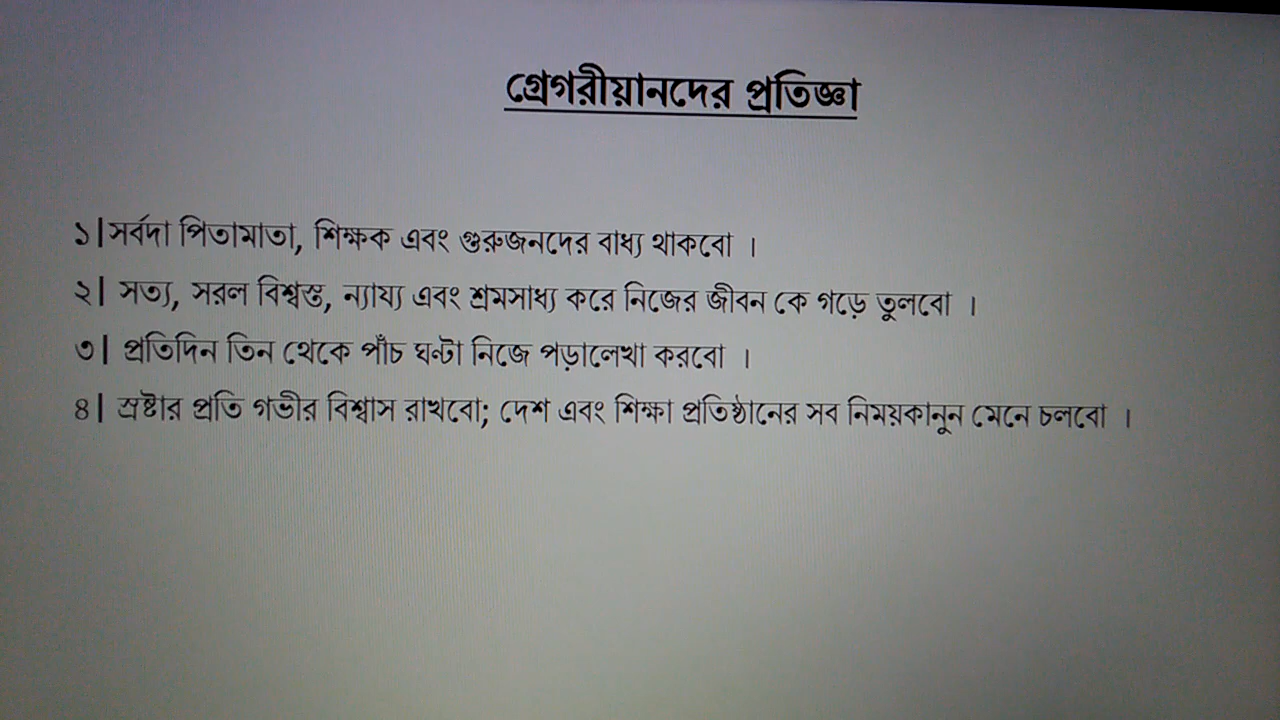 গ্রেগরীয়ানদের প্রতিজ্ঞা
১| সর্বদা পিতামাতা, শিক্ষক এবং গুরুজনদের বাধ্য থাকবো ।
২| সত্য, সরল বিশ্বস্ত, ন্যায্য এবং শ্রমসাধ্য করে নিজের জীবন কে গড়ে তুলবো ।
৩| প্রতিদিন তিন থেকে পাঁচ ঘন্টা নিজে পড়ালেখা করবো ।
৪| স্রষ্টার প্রতি গভীর বিশ্বাস রাখবো; দেশ এবং শিক্ষা প্রতিষ্ঠানের সব নিময়কানুন মেনে চলবো ।